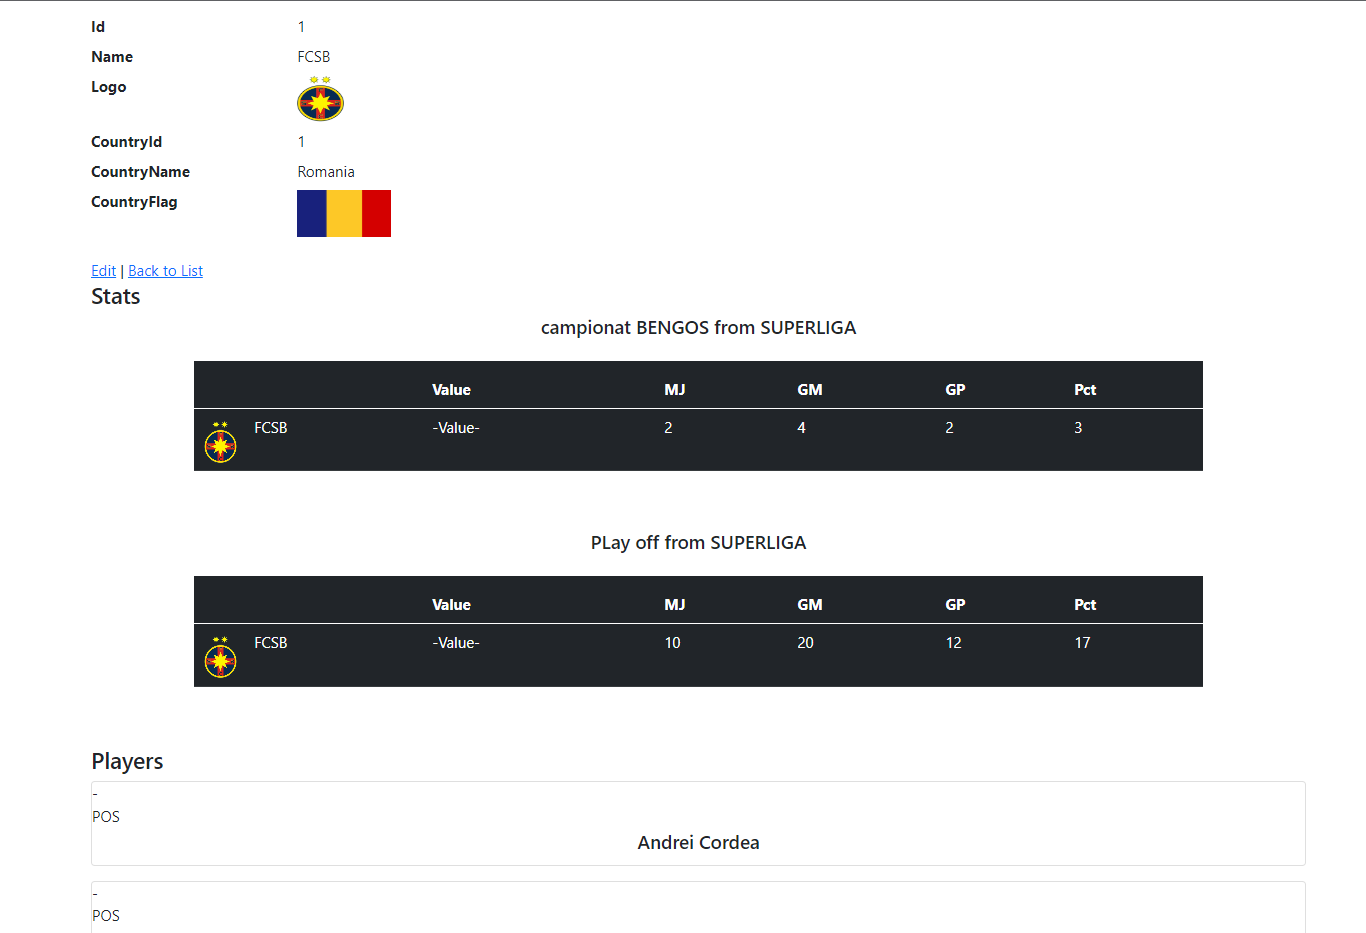 Id 1
Name FCSB
Logo
CountryId 1
CountryName Romania
CountryFlag
Edit | Back to List
Stats
campionat BENGOS from SUPERLIGA
Value MJ GM GP Pct
FCSB -Value- 2 4 2 3
PLay off from SUPERLIGA
Value MJ GM GP Pct
FCSB -Value- 10 20 12 17
Players
-
POS
Andrei Cordea
-
POS